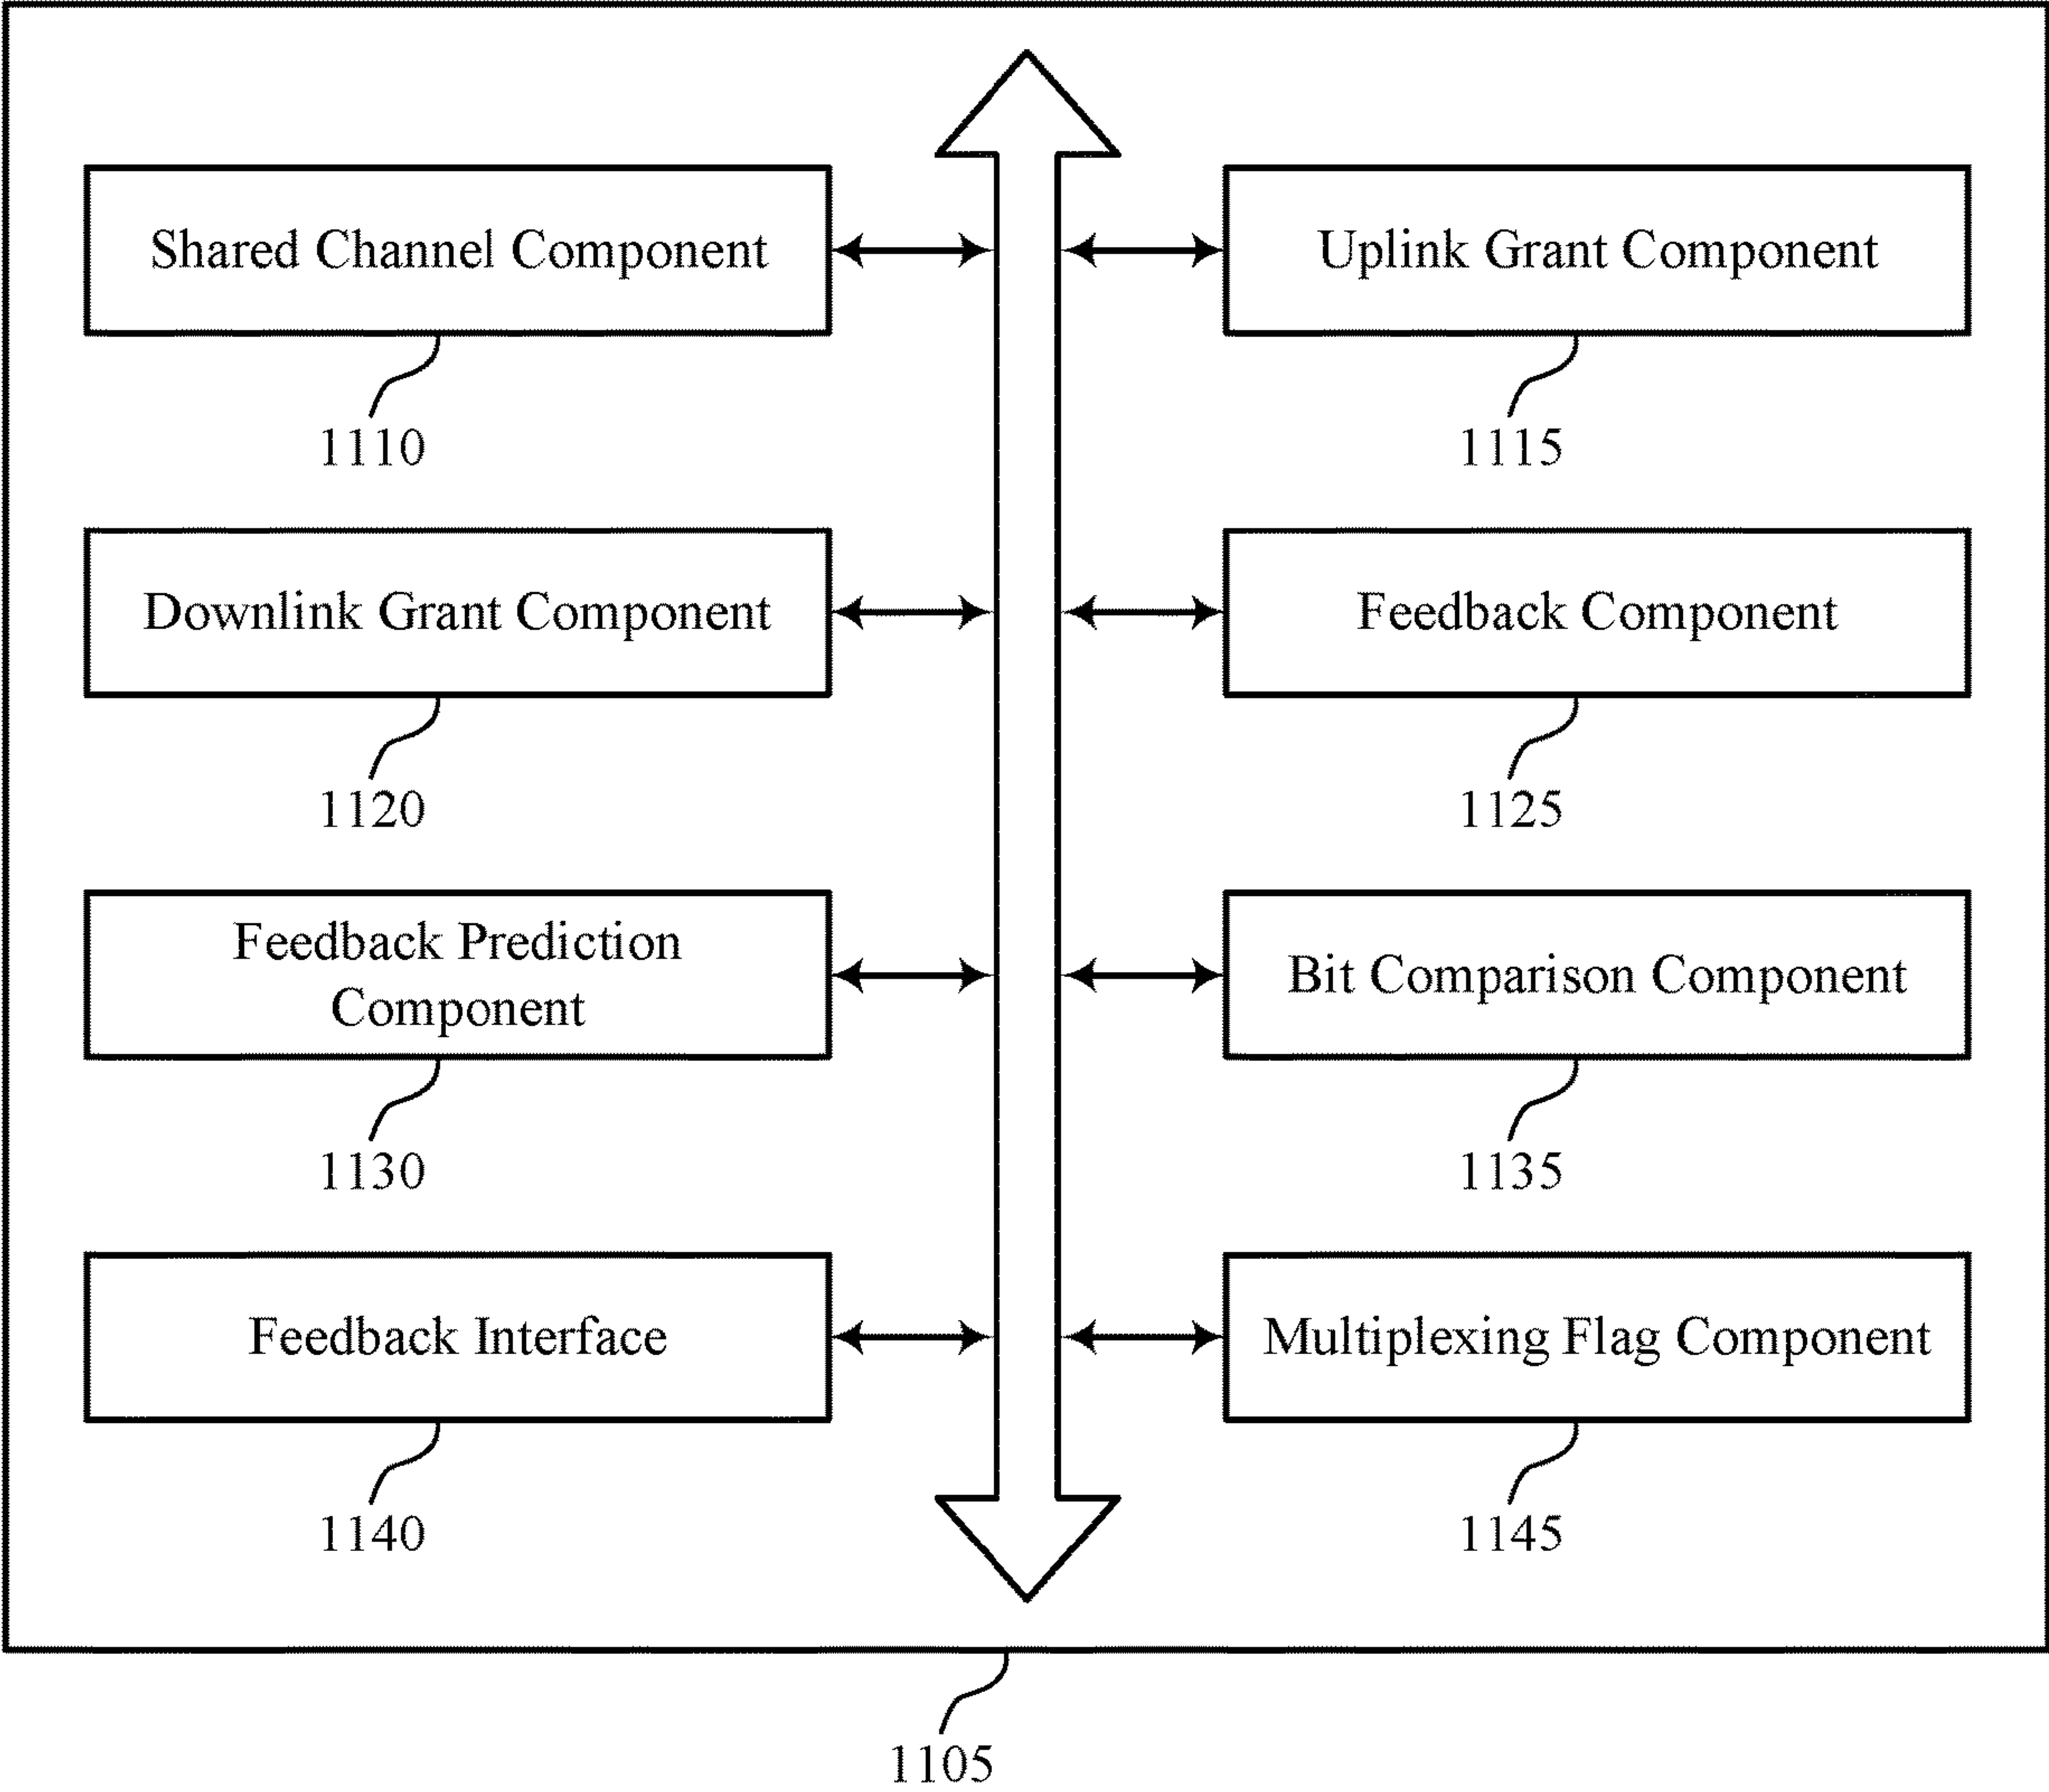 Shared Channel Component
Uplink Grant Component
1110
1115
Downlink Grant Component
Feedback Component
1120
1125
Feedback Prediction
Component
Bit Comparison Component
1130
1135
Feedback Interface
Multiplexing Flag Component
1140
1145
1105